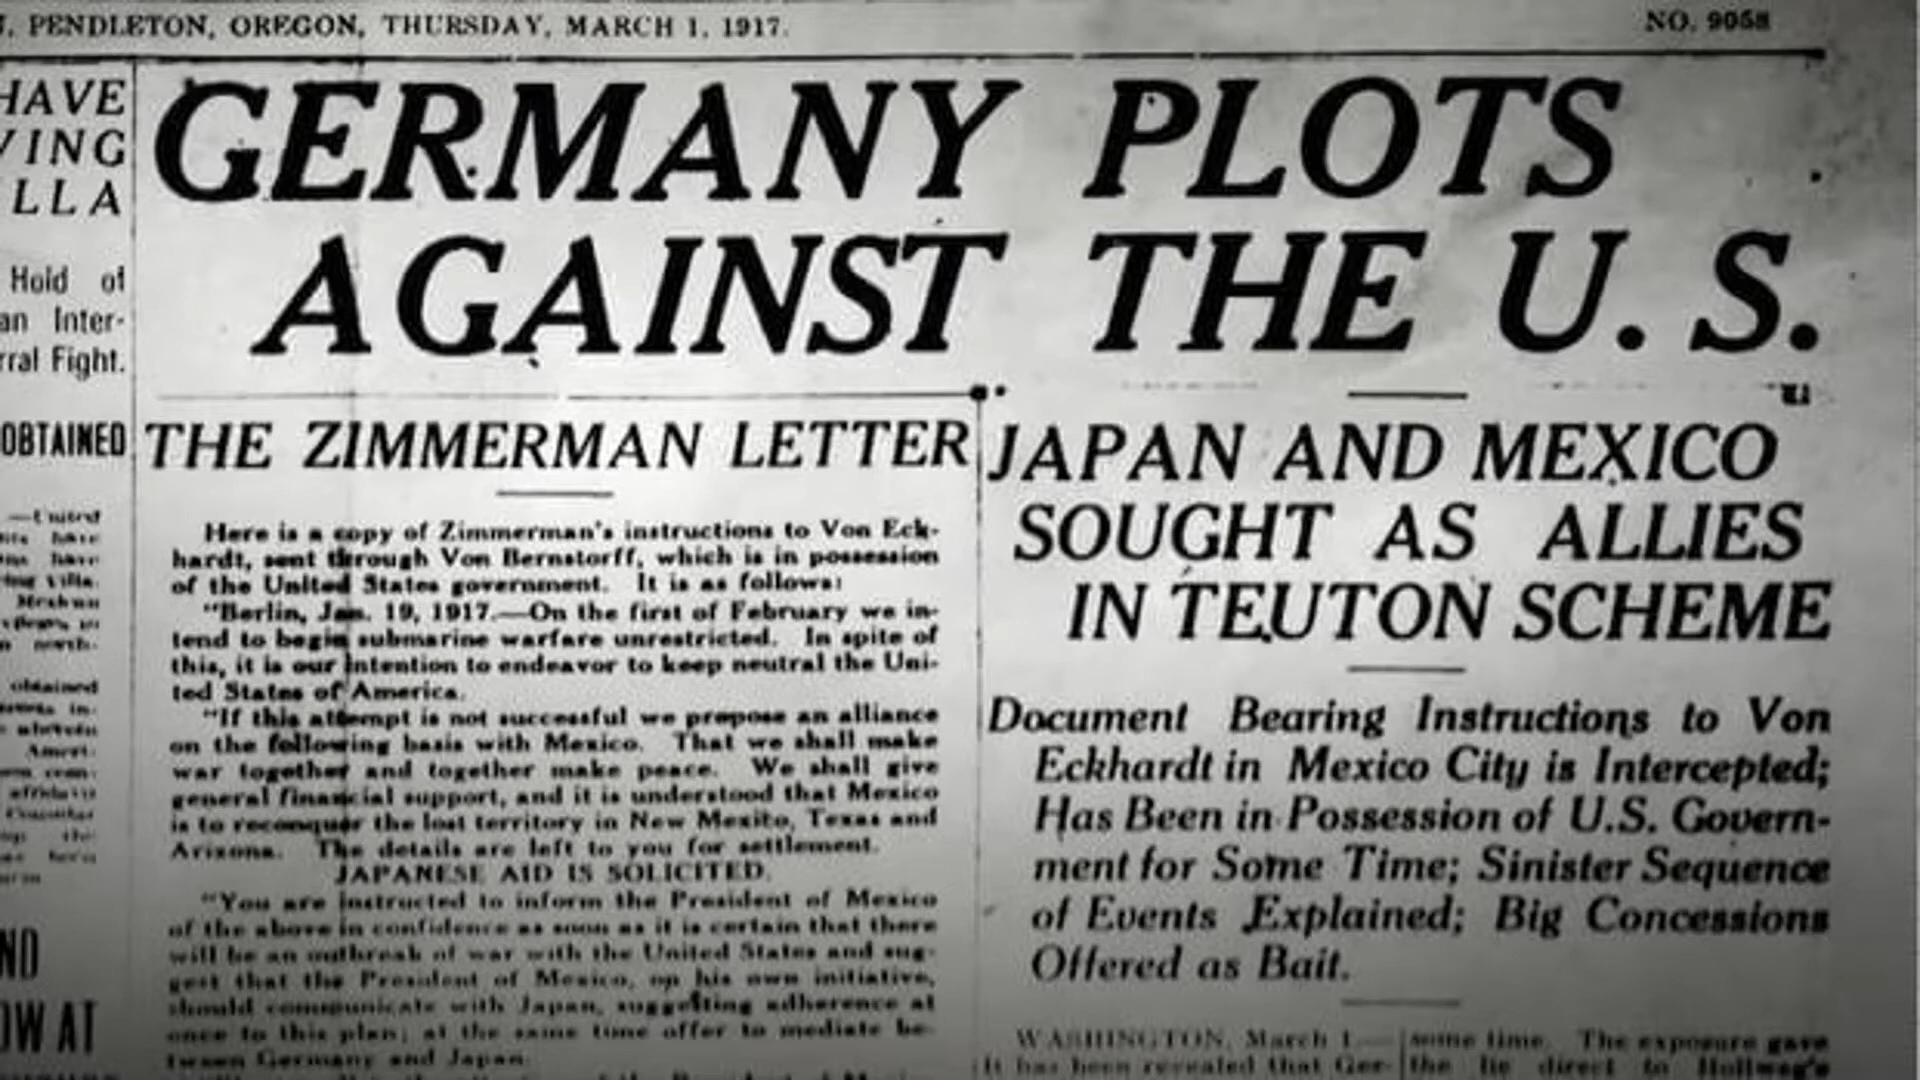 PENDLETON, OREGON, THURSDAY, MARCH 1, 1917.
NO. 9058
HAVE
VING
LLA
Hold of
an Inter-
rral Fight.
OBTAINED
GERMANY PLOTS
AGAINST THE U. S.
THE ZIMMERMAN LETTER
Here is a copy of Zimmerman's instructions to Von Eck-
hardt, sent through Von Bernstorff, which is in possession
of the United States government. It is as follows:
"Berlin, Jan. 19, 1917.—On the first of February we in-
tend to begin submarine warfare unrestricted. In spite of
this, it is our intention to endeavor to keep neutral the Uni-
ted States of America.
"If this attempt is not successful we propose an alliance
on the following basis with Mexico. That we shall make
war together and together make peace. We shall give
general financial support, and it is understood that Mexico
is to reconquer the lost territory in New Mexico, Texas and
Arizona. The details are left to you for settlement.
JAPANESE AID IS SOLICITED.
"You are instructed to inform the President of Mexico
of the above in confidence as soon as it is certain that there
will be an outbreak of war with the United States and sug-
gest that the President of Mexico, on his own initiative,
should communicate with Japan, suggesting adherence at
once to this plan; at the same time offer to mediate be-
tween Germany and Japan.
JAPAN AND MEXICO
SOUGHT AS ALLIES
IN TEUTON SCHEME
Document Bearing Instructions to Von
Eckhardt in Mexico City is Intercepted;
Has Been in Possession of U.S. Govern-
ment for Some Time; Sinister Sequence
of Events Explained; Big Concessions
Offered as Bait.
WASHINGTON, March 1.—
It has been revealed that Ger-
some time. The exposure gave
the lie direct to Hollweg's
ND
OW AT